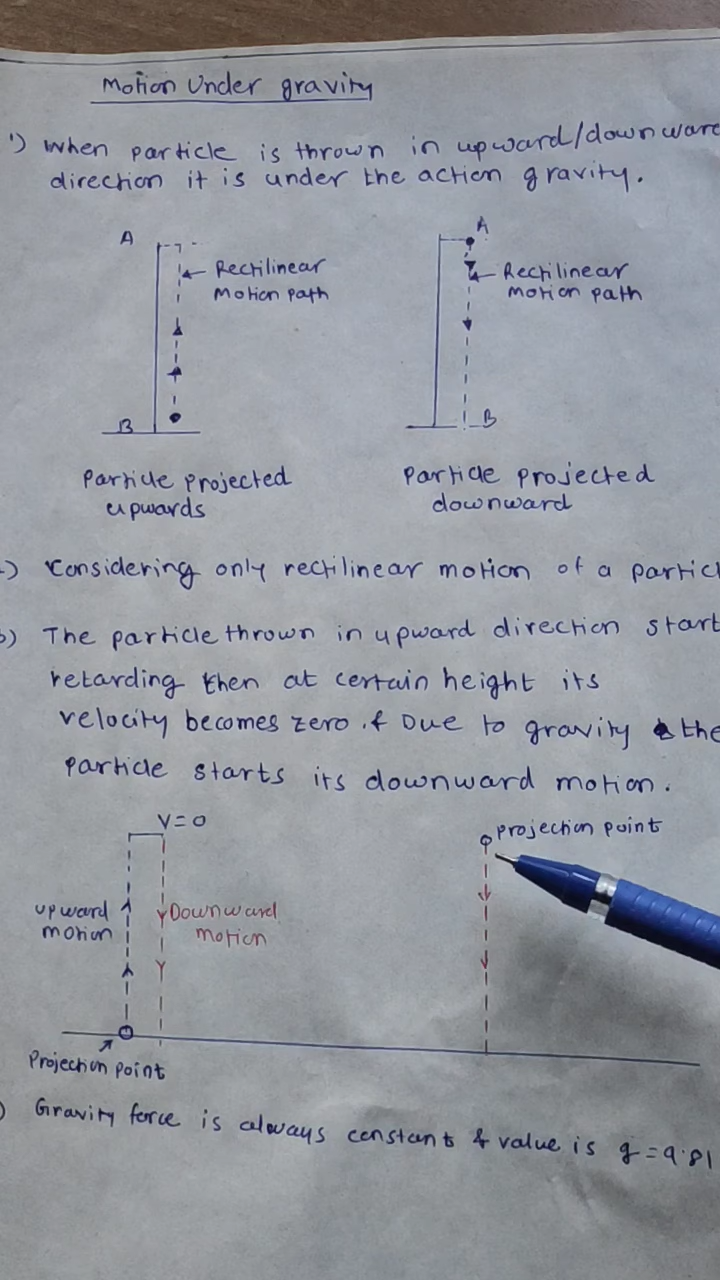 Motion Under gravity
1) When particle is thrown in upward/downward
direction it is under the action gravity.
A
Rectilinear
Motion path
B
Particle projected
upwards
A
Rectilinear
motion path
B
Particle projected
downward
) Considering only rectilinear motion of a particl
) The particle thrown in upward direction start
retarding then at certain height its
velocity becomes zero. & Due to gravity the
particle starts its downward motion.
V=0
upward
motion
Downward
motion
Projection point
projection point
) Gravity force is always constant & value is g=9.81